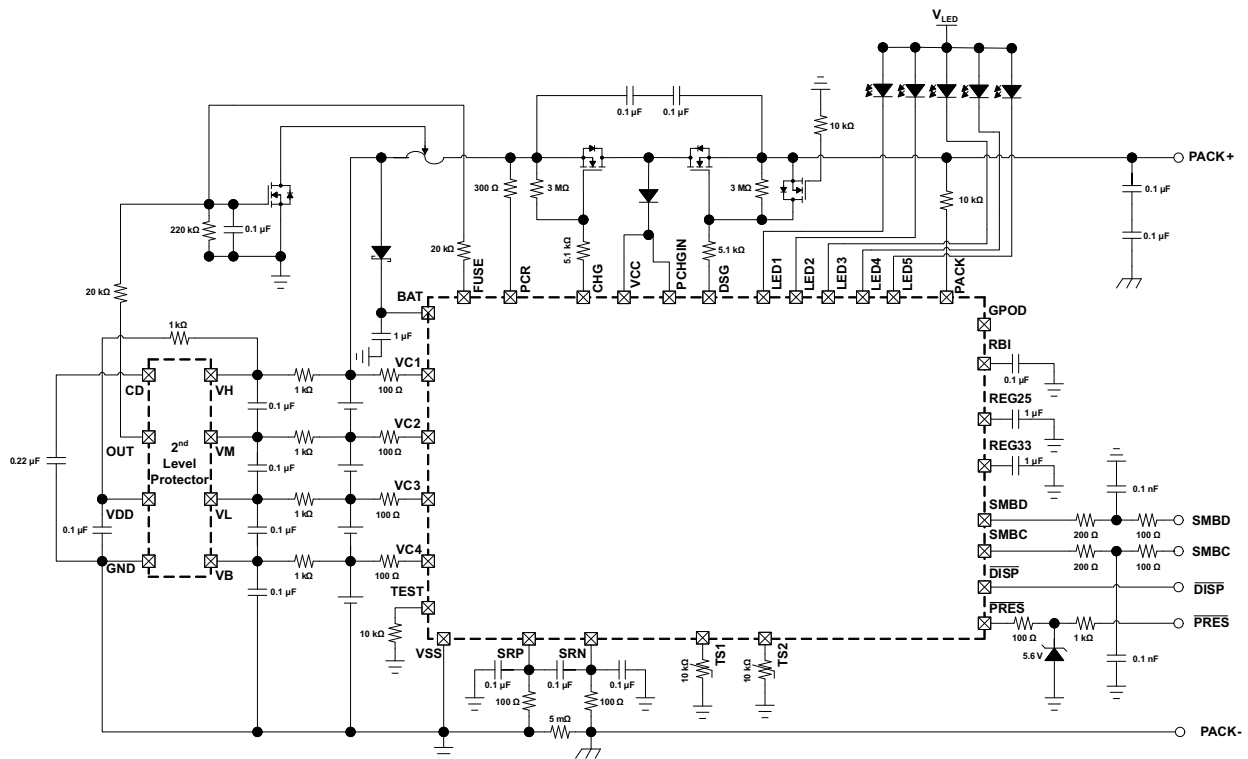 V_LED
0.1 µF
0.1 µF
10 kΩ
PACK+
300 Ω
3 MΩ
3 MΩ
10 kΩ
0.1 µF
0.1 µF
220 kΩ
0.1 µF
20 kΩ
5.1 kΩ
5.1 kΩ
20 kΩ
FUSE
PCR
CHG
VCC
PCHGIN
DSG
LED1
LED2
LED3
LED4
LED5
PACK
BAT
1 µF
GPOD
1 kΩ
RBI
0.1 µF
CD
VH
1 kΩ
VC1
100 Ω
0.1 µF
REG25
1 µF
OUT
2nd
Level
Protector
VM
1 kΩ
VC2
100 Ω
0.22 µF
0.1 µF
REG33
1 µF
VDD
VL
1 kΩ
VC3
100 Ω
0.1 nF
0.1 µF
0.1 µF
SMBD
200 Ω
100 Ω
SMBD
SMBC
200 Ω
100 Ω
SMBC
GND
VB
1 kΩ
VC4
100 Ω
0.1 µF
DISP
DISP
TEST
10 kΩ
PRES
100 Ω
1 kΩ
PRES
5.6 V
0.1 nF
VSS
SRP
SRN
TS1
TS2
0.1 µF
0.1 µF
0.1 µF
10 kΩ
10 kΩ
100 Ω
100 Ω
5 mΩ
PACK-